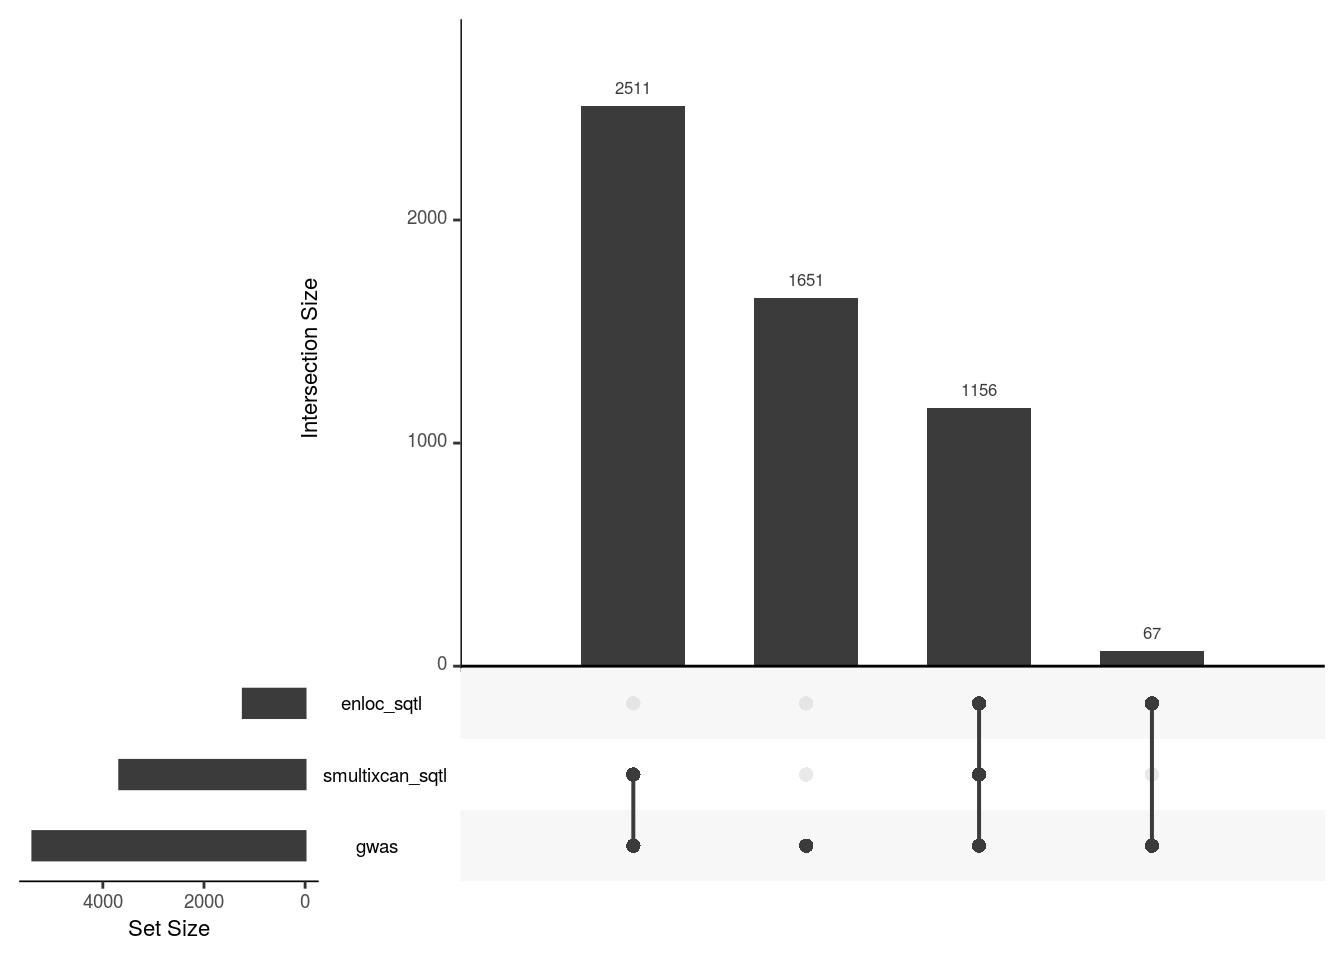 2511
1651
1156
67
2000
1000
0
Intersection Size
enloc_sqtl
smultixcan_sqtl
gwas
4000 2000 0
Set Size